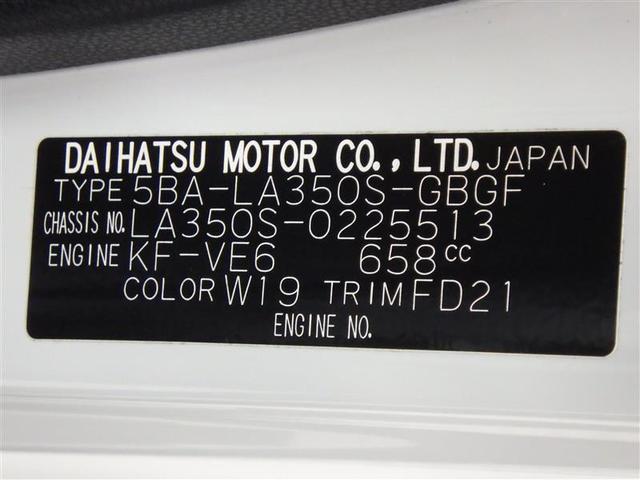 DAIHATSU MOTOR CO., LTD. JAPAN
TYPE 5BA-LA350S-GBGF
CHASSIS NO. LA350S-0225513
ENGINE KF-VE6 658cc
COLOR W19 TRIM FD21
ENGINE NO.